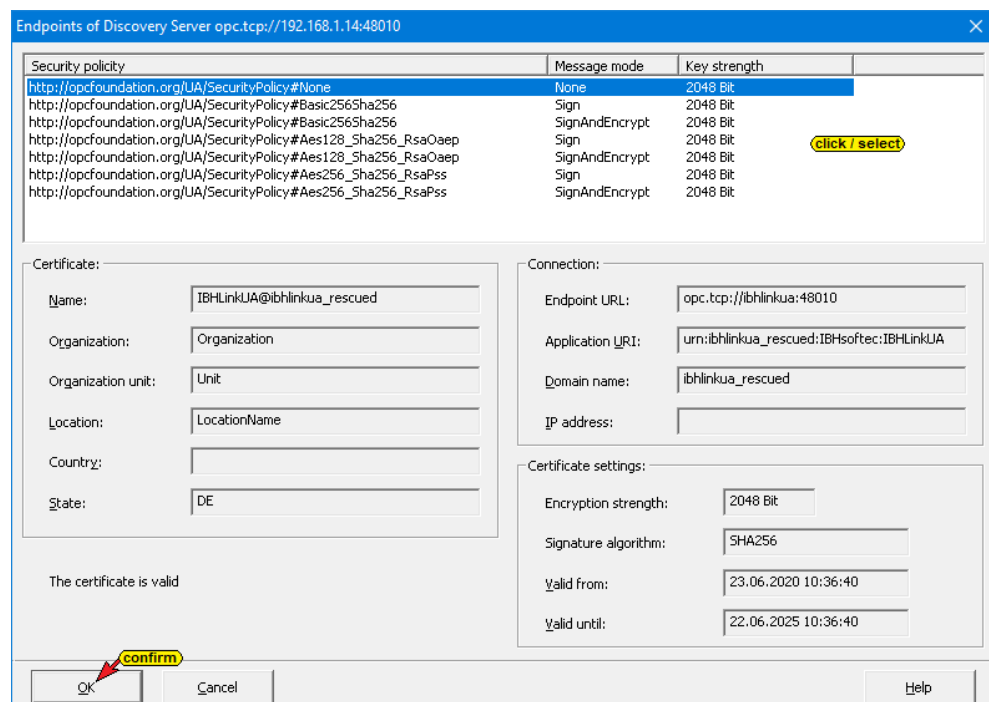 Endpoints of Discovery Server opc.tcp://192.168.1.14:48010
Security policity Message mode Key strength
http://opcfoundation.org/UA/SecurityPolicy#None None 2048 Bit
http://opcfoundation.org/UA/SecurityPolicy#Basic256Sha256 Sign 2048 Bit
http://opcfoundation.org/UA/SecurityPolicy#Basic256Sha256 SignAndEncrypt 2048 Bit
http://opcfoundation.org/UA/SecurityPolicy#Aes128_Sha256_RsaOaep Sign 2048 Bit
click / select
http://opcfoundation.org/UA/SecurityPolicy#Aes128_Sha256_RsaOaep SignAndEncrypt 2048 Bit
http://opcfoundation.org/UA/SecurityPolicy#Aes256_Sha256_RsaPss Sign 2048 Bit
http://opcfoundation.org/UA/SecurityPolicy#Aes256_Sha256_RsaPss SignAndEncrypt 2048 Bit
Certificate:
Name: IBHLinkUA@ibhlinkua_rescued
Organization: Organization
Organization unit: Unit
Location: LocationName
Country:
State: DE
The certificate is valid
Connection:
Endpoint URL: opc.tcp://ibhlinkua:48010
Application URI: urn:ibhlinkua_rescued:IBHsoftec:IBHLinkUA
Domain name: ibhlinkua_rescued
IP address:
Certificate settings:
Encryption strength: 2048 Bit
Signature algorithm: SHA256
Valid from: 23.06.2020 10:36:40
Valid until: 22.06.2025 10:36:40
confirm
OK Cancel Help